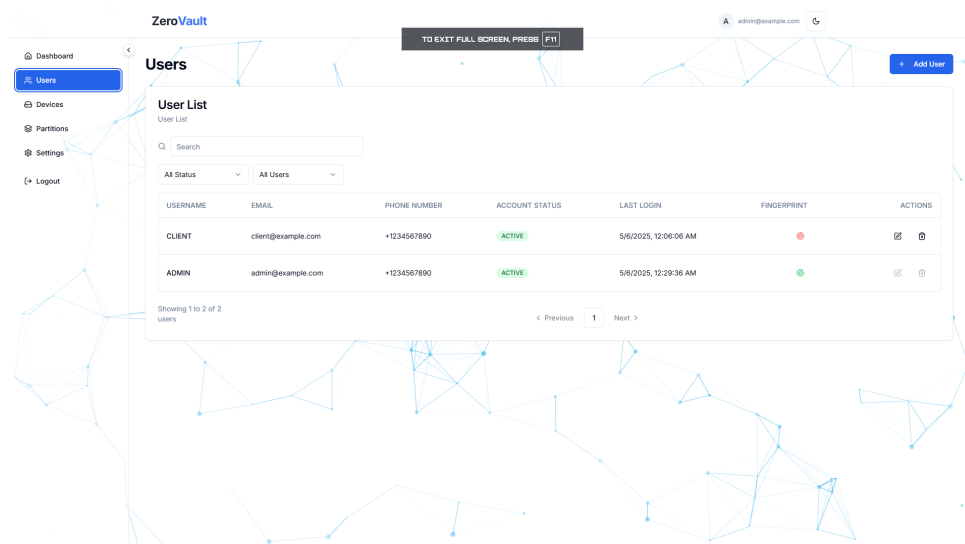 ZeroVault
A admin@example.com
TO EXIT FULL SCREEN, PRESS F11
Dashboard
Users
Devices
Partitions
Settings
Logout
Users
+ Add User
User List
User List
Search
All Status All Users
USERNAME EMAIL PHONE NUMBER ACCOUNT STATUS LAST LOGIN FINGERPRINT ACTIONS
CLIENT client@example.com +1234567890 ACTIVE 5/6/2025, 12:06:06 AM
ADMIN admin@example.com +1234567890 ACTIVE 5/6/2025, 12:29:36 AM
Showing 1 to 2 of 2
users
< Previous 1 Next >